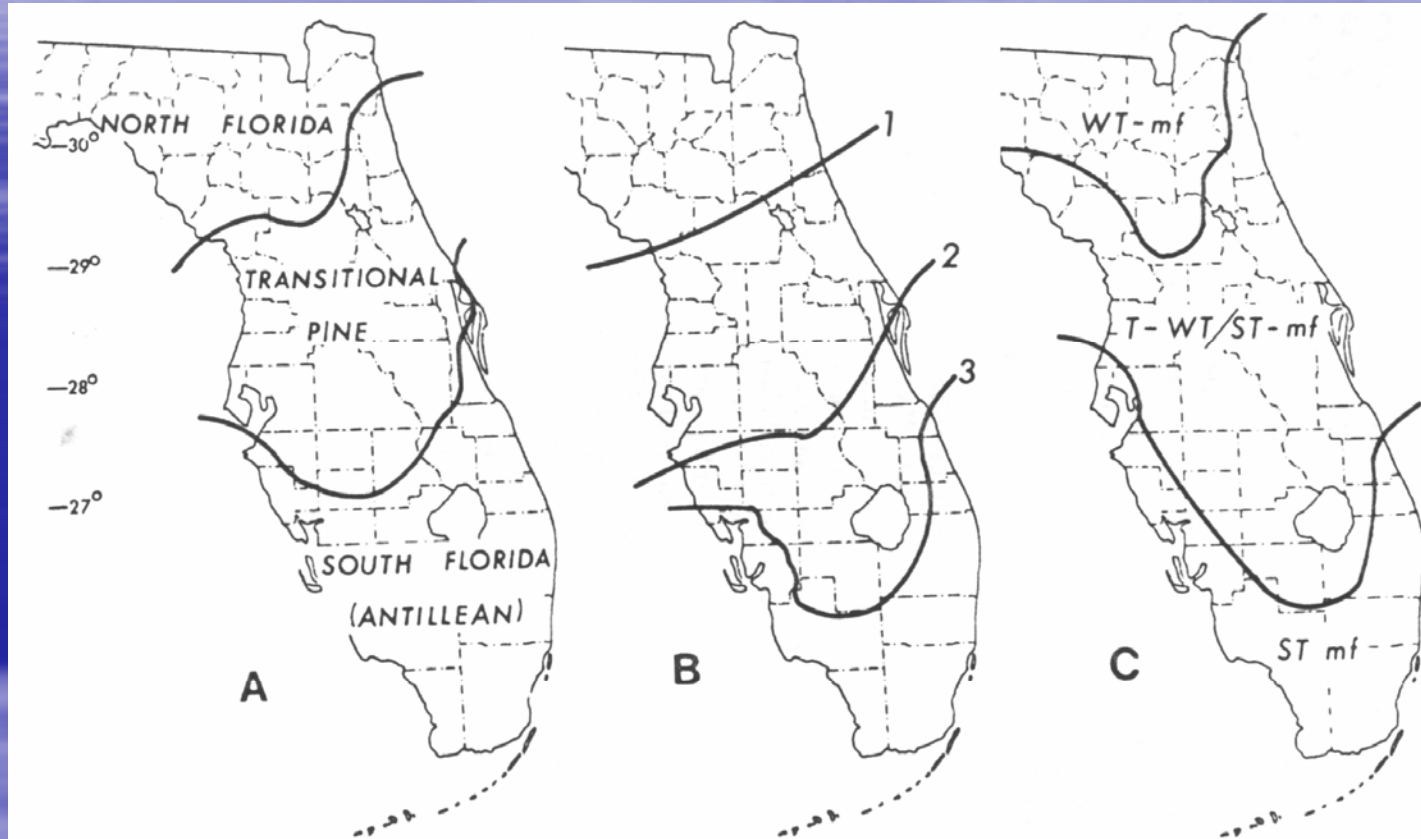 NORTH FLORIDA
—30°
—29°
TRANSITIONAL
PINE
—28°
—27°
SOUTH FLORIDA
(ANTILLEAN)
A
1
2
3
B
WT-mf
T-WT/ST-mf
ST mf
C